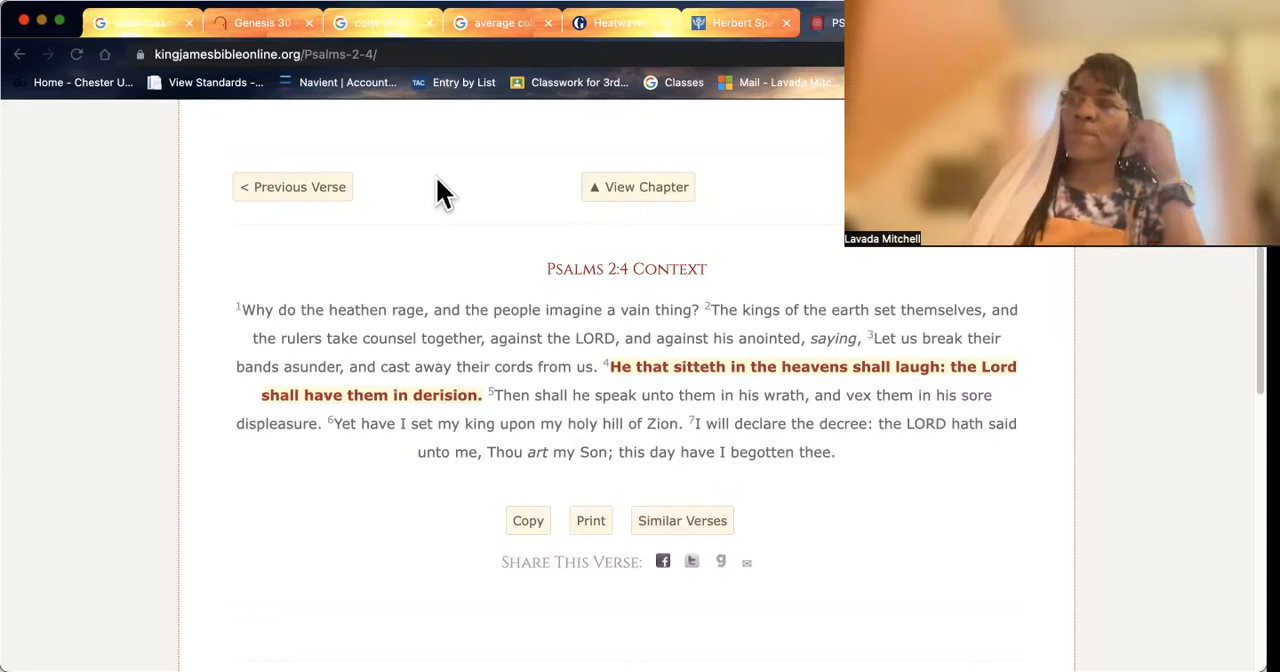 Genesis 30
color of
average co
Heatwave
Herbert Sp
PS
kingjamesbibleonline.org/Psalms-2-4/
Home - Chester U...
View Standards -...
Navient | Account...
TAC Entry by List
Classwork for 3rd...
Classes
Mail - Lavada Mitc...
Lavada Mitchell
< Previous Verse
▲ View Chapter
Psalms 2:4 Context
1Why do the heathen rage, and the people imagine a vain thing? 2The kings of the earth set themselves, and
the rulers take counsel together, against the LORD, and against his anointed, saying, 3Let us break their
bands asunder, and cast away their cords from us. 4He that sitteth in the heavens shall laugh: the Lord
shall have them in derision. 5Then shall he speak unto them in his wrath, and vex them in his sore
displeasure. 6Yet have I set my king upon my holy hill of Zion. 7I will declare the decree: the LORD hath said
unto me, Thou art my Son; this day have I begotten thee.
Copy
Print
Similar Verses
Share This Verse: